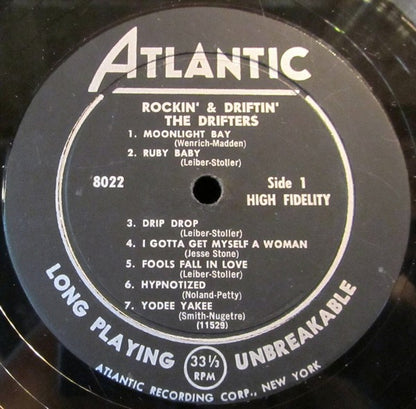 ATLANTIC
ROCKIN' & DRIFTIN'
THE DRIFTERS
1. MOONLIGHT BAY
(Wenrich-Madden)
2. RUBY BABY
(Leiber-Stoller)
8022
Side 1
HIGH FIDELITY
3. DRIP DROP
(Leiber-Stoller)
4. I GOTTA GET MYSELF A WOMAN
(Jesse Stone)
5. FOOLS FALL IN LOVE
(Leiber-Stoller)
6. HYPNOTIZED
(Noland-Petty)
7. YODEE YAKEE
(Smith-Nugetre)
(11529)
LONG PLAYING 33 1/3 RPM UNBREAKABLE
ATLANTIC RECORDING CORP., NEW YORK